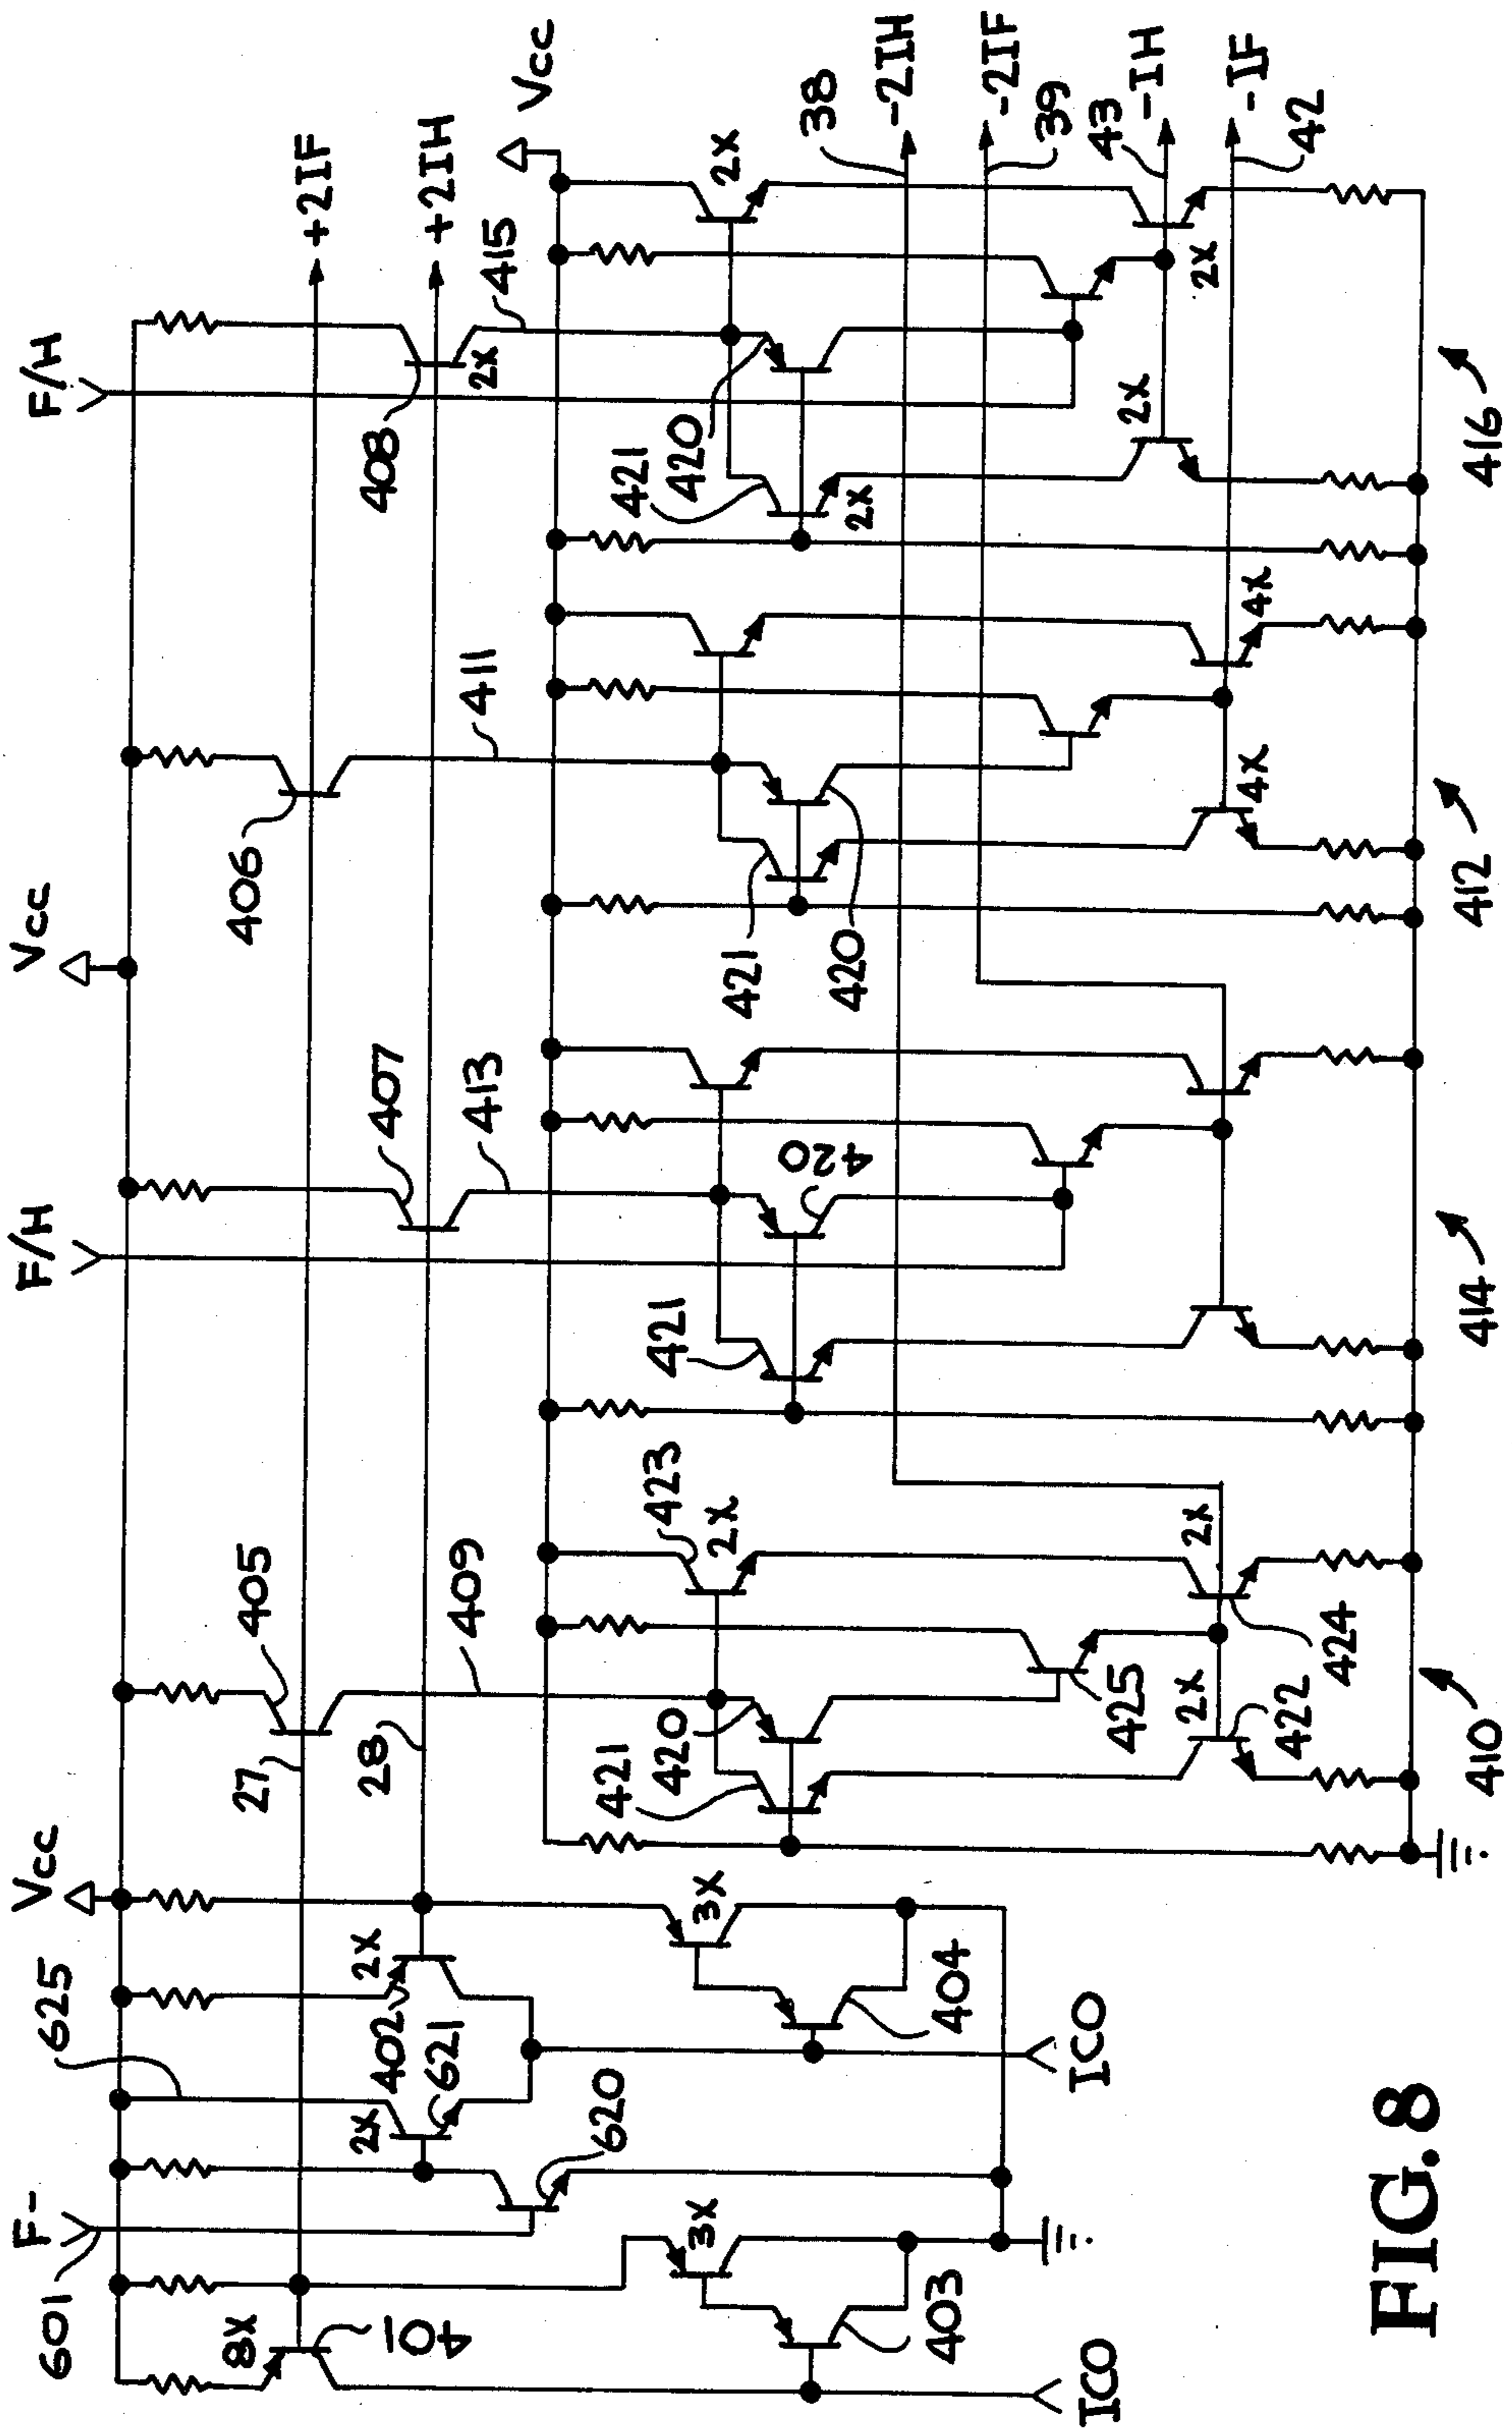 F-
Vcc
F/H
Vcc
F/H
601
625
405
407
406
408
+2IF
8X
401
2X
402
621
2X
27
28
+2IH
2X
620
409
413
411
415
Vcc
3X
3X
421
420
423
2X
421
420
421
420
421
420
2X
2X
403
404
38
-2IH
ICO
ICO
-2IF
39
425
2X
2X
43
2X
2X
-IH
422
424
4X
4X
-IF
42
410
414
412
416
FIG.8